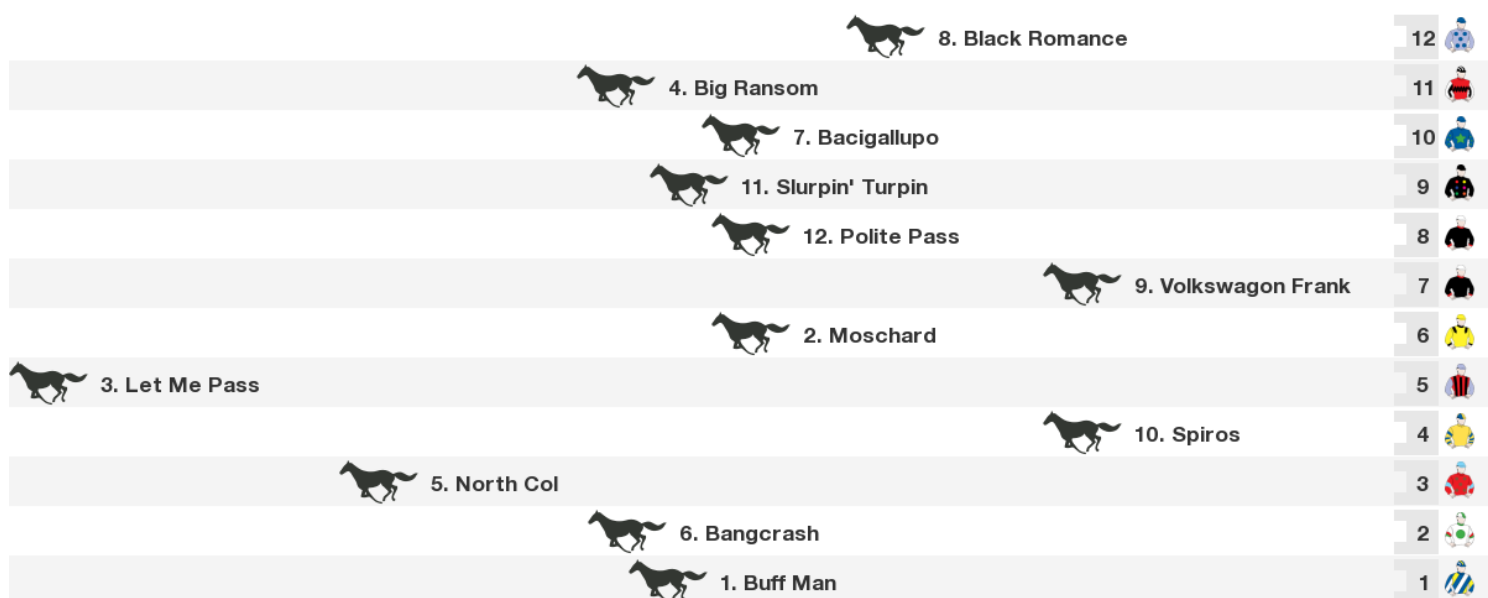 8. Black Romance 12
4. Big Ransom 11
7. Bacigallupo 10
11. Slurpin' Turpin 9
12. Polite Pass 8
9. Volkswagon Frank 7
2. Moschard 6
3. Let Me Pass 5
10. Spiros 4
5. North Col 3
6. Bangcrash 2
1. Buff Man 1